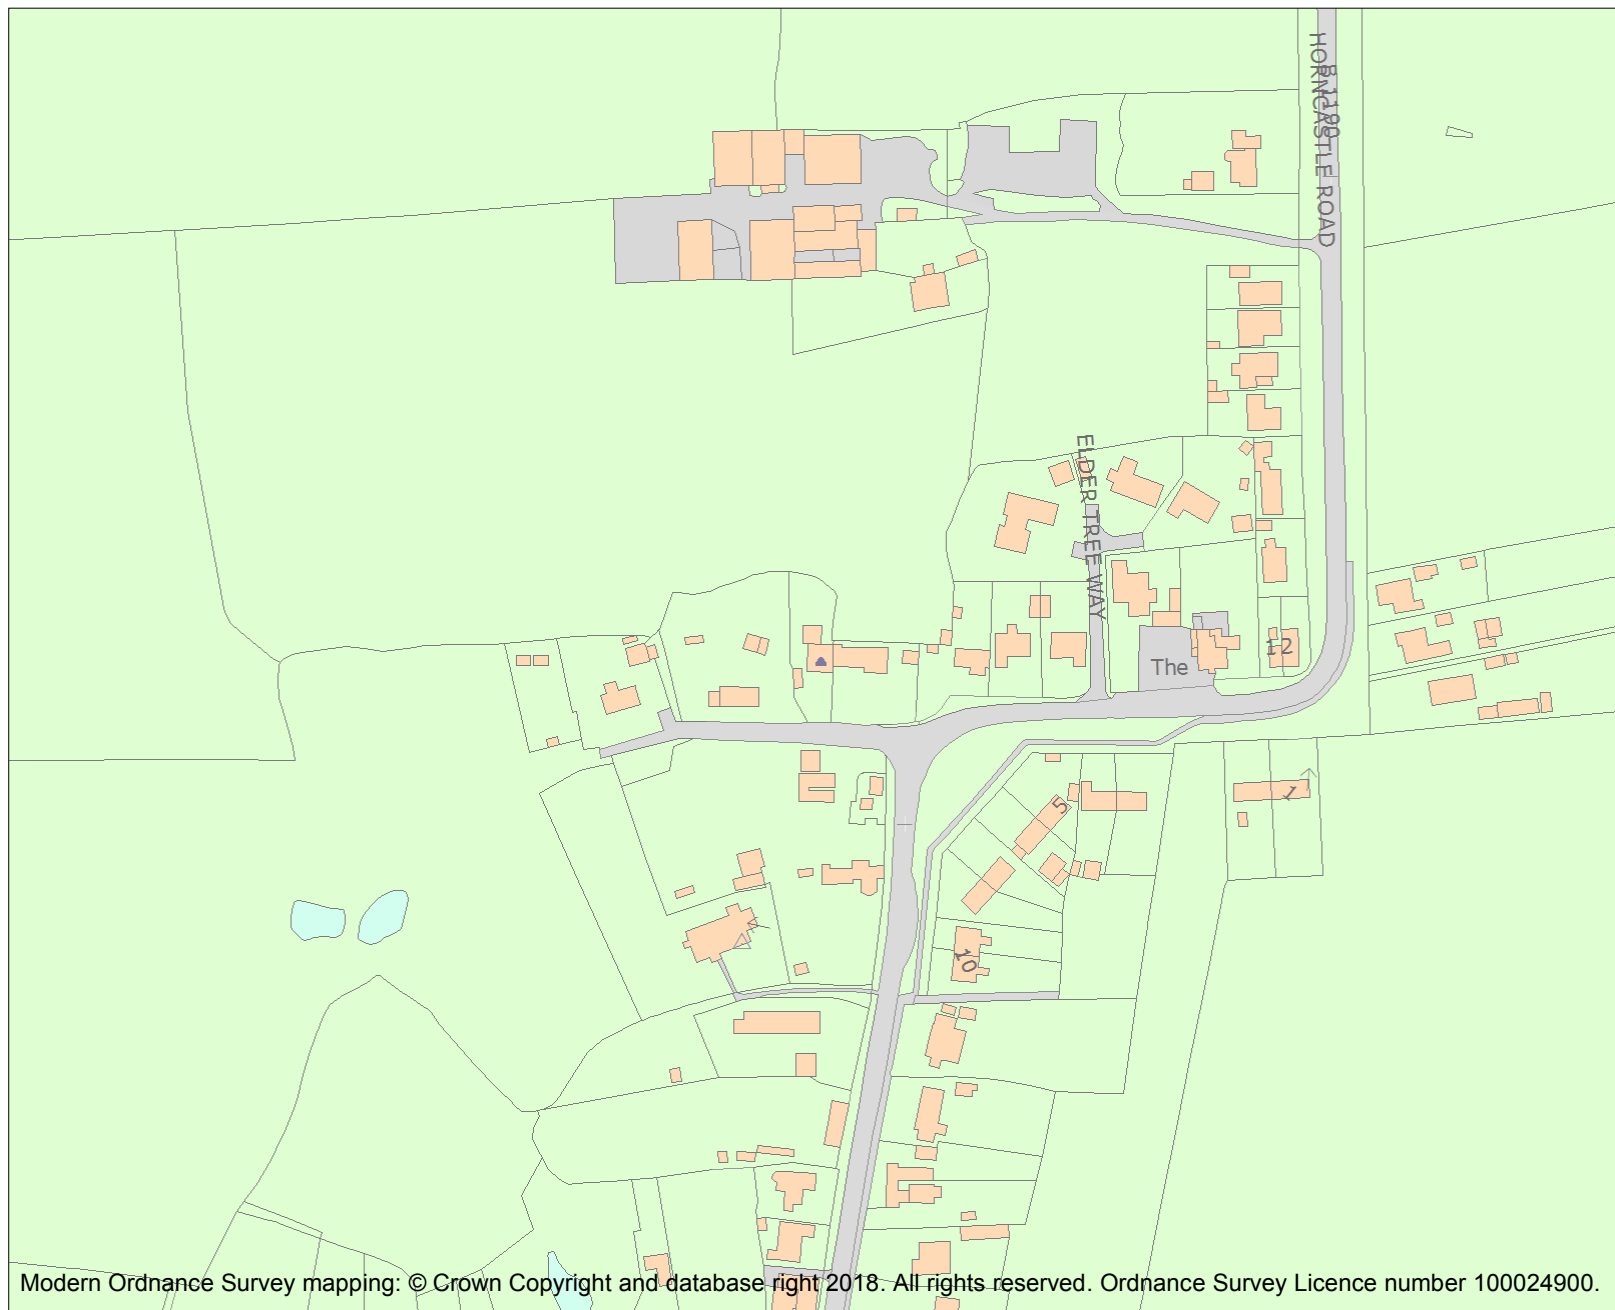 B 1190
HORNCASTLE ROAD
ELDER TREE WAY
The
12
1
5
10
Modern Ordnance Survey mapping: © Crown Copyright and database right 2018. All rights reserved. Ordnance Survey Licence number 100024900.